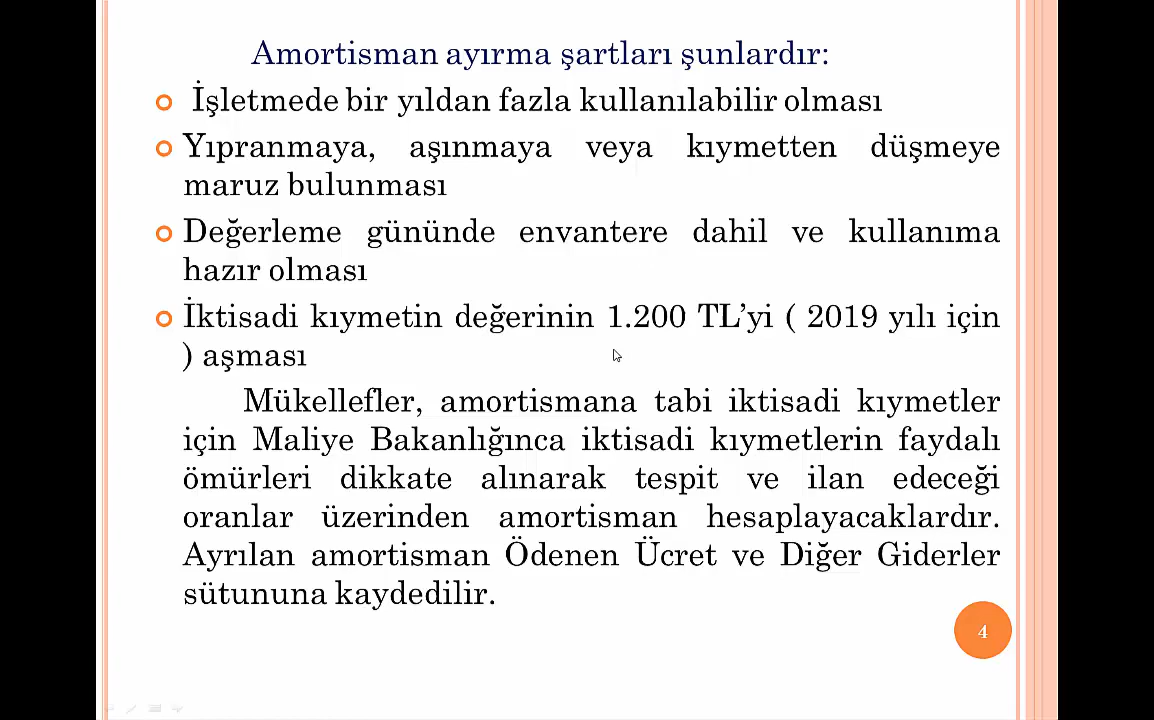 Amortisman ayırma şartları şunlardır:
İşletmede bir yıldan fazla kullanılabilir olması
Yıpranmaya, aşınmaya veya kıymetten düşmeye
maruz bulunması
Değerleme gününde envantere dahil ve kullanıma
hazır olması
İktisadi kıymetin değerinin 1.200 TL’yi ( 2019 yılı için
) aşması
Mükellefler, amortismana tabi iktisadi kıymetler
için Maliye Bakanlığınca iktisadi kıymetlerin faydalı
ömürleri dikkate alınarak tespit ve ilan edeceği
oranlar üzerinden amortisman hesaplayacaklardır.
Ayrılan amortisman Ödenen Ücret ve Diğer Giderler
sütununa kaydedilir.
4